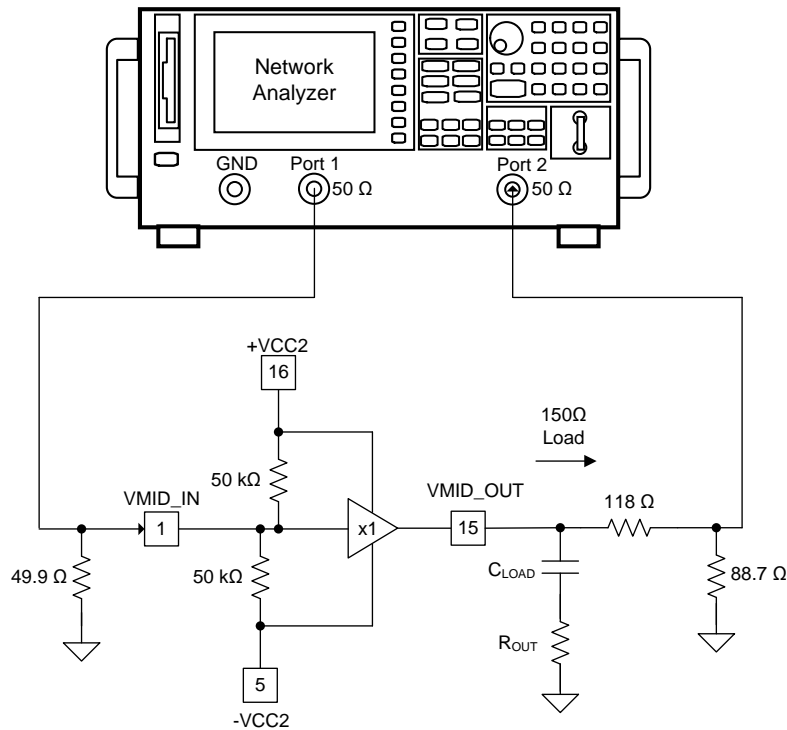 Network
Analyzer
GND
Port 1
50 Ω
Port 2
50 Ω
+VCC2
16
150Ω
Load
50 kΩ
VMID_IN
VMID_OUT
118 Ω
1
x1
15
49.9 Ω
50 kΩ
CLOAD
88.7 Ω
ROUT
5
-VCC2